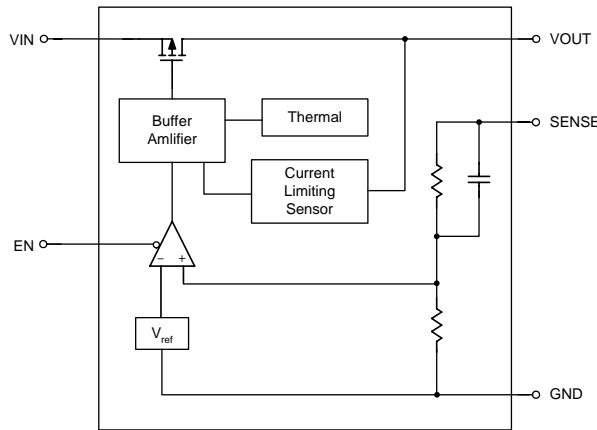 VIN
VOUT
Buffer
Amlifier
Thermal
SENSE
Current
Limiting
Sensor
EN
− +
Vref
GND